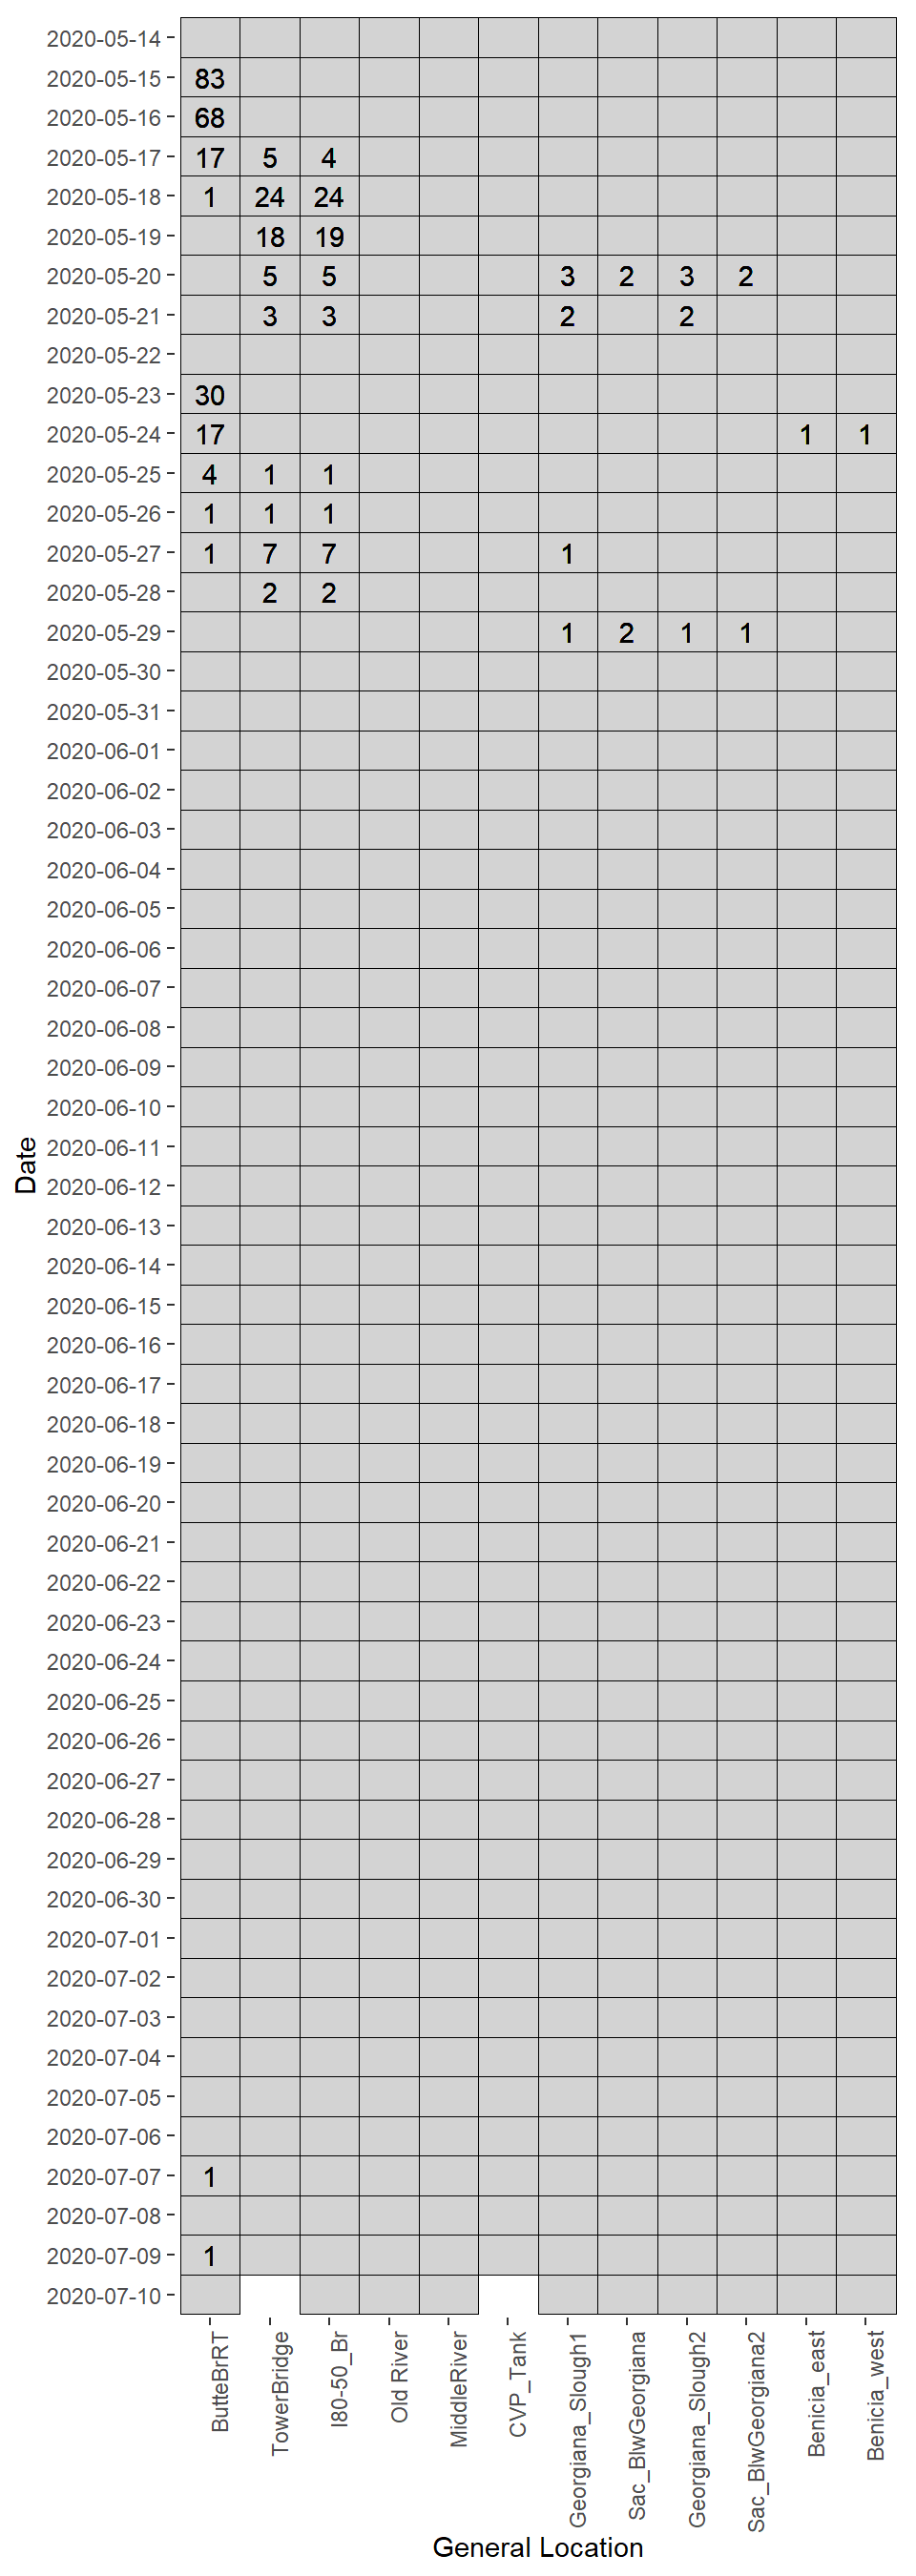 2020-05-14
2020-05-15 83
2020-05-16 68
2020-05-17 17 5 4
2020-05-18 1 24 24
2020-05-19 18 19
2020-05-20 5 5 3 2 3 2
2020-05-21 3 3 2 2
2020-05-22
2020-05-23 30
2020-05-24 17 1 1
2020-05-25 4 1 1
2020-05-26 1 1 1
2020-05-27 1 7 7 1
2020-05-28 2 2
2020-05-29 1 2 1 1
2020-05-30
2020-05-31
2020-06-01
2020-06-02
2020-06-03
2020-06-04
2020-06-05
2020-06-06
2020-06-07
2020-06-08
2020-06-09
2020-06-10
2020-06-11
Date
2020-06-12
2020-06-13
2020-06-14
2020-06-15
2020-06-16
2020-06-17
2020-06-18
2020-06-19
2020-06-20
2020-06-21
2020-06-22
2020-06-23
2020-06-24
2020-06-25
2020-06-26
2020-06-27
2020-06-28
2020-06-29
2020-06-30
2020-07-01
2020-07-02
2020-07-03
2020-07-04
2020-07-05
2020-07-06
2020-07-07 1
2020-07-08
2020-07-09 1
2020-07-10
ButteBrRT
TowerBridge
I80-50_Br
Old River
MiddleRiver
CVP_Tank
Georgiana_Slough1
Sac_BlwGeorgiana
Georgiana_Slough2
Sac_BlwGeorgiana2
Benicia_east
Benicia_west
General Location